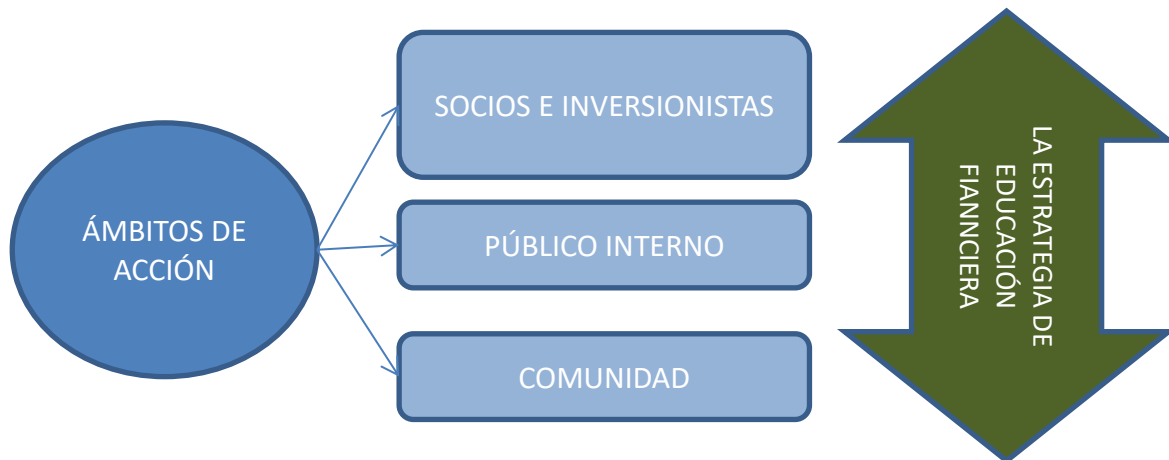 ÁMBITOS DE
ACCIÓN
SOCIOS E INVERSIONISTAS
PÚBLICO INTERNO
COMUNIDAD
LA ESTRATEGIA DE
EDUCACIÓN
FIANNCIERA